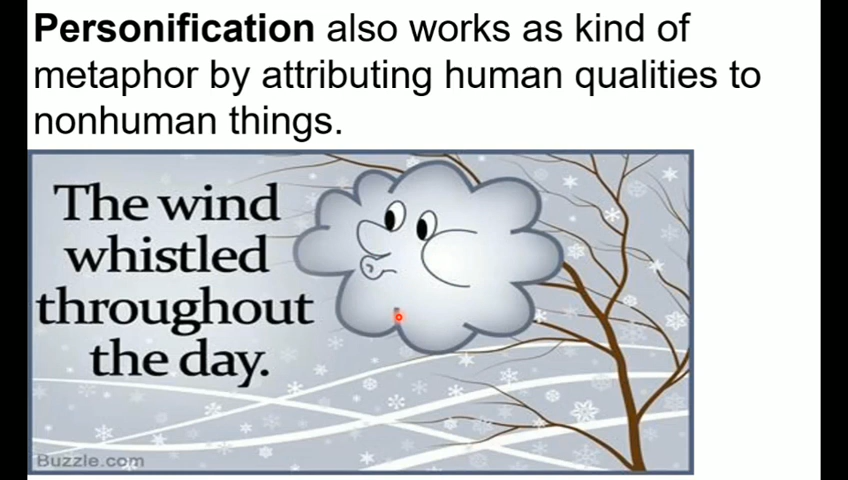 Personification also works as kind of
metaphor by attributing human qualities to
nonhuman things.
The wind
whistled
throughout
the day.
Buzzle.com